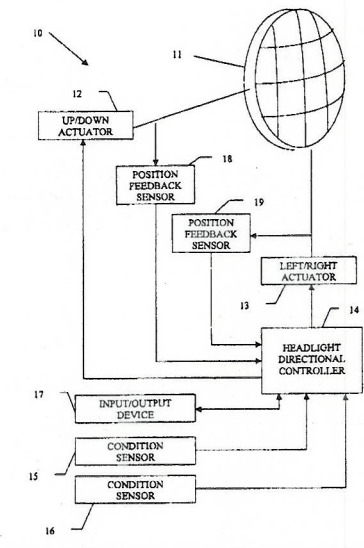 10
11
12
UP/DOWN
ACTUATOR
18
POSITION
FEEDBACK
SENSOR
19
POSITION
FEEDBACK
SENSOR
LEFT/RIGHT
ACTUATOR
13
14
HEADLIGHT
DIRECTIONAL
CONTROLLER
17
INPUT/OUTPUT
DEVICE
CONDITION
SENSOR
15
CONDITION
SENSOR
16